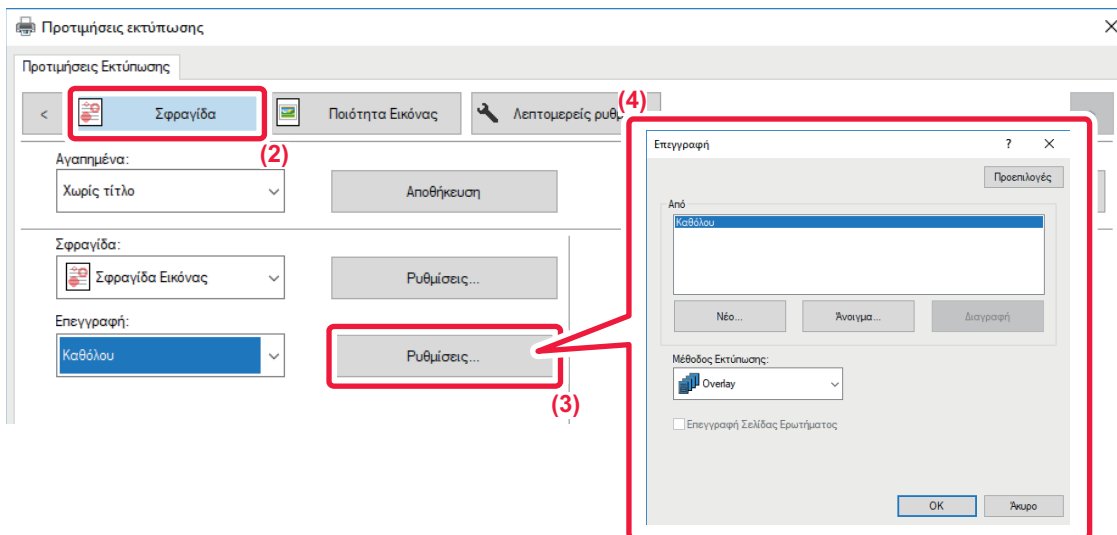 Προτιμήσεις εκτύπωσης
Προτιμήσεις Εκτύπωσης
< Σφραγίδα Ποιότητα Εικόνας Λεπτομερείς ρυθμ
(4)
(2)
Αγαπημένα:
Χωρίς τίτλο Αποθήκευση
Σφραγίδα:
Σφραγίδα Εικόνας Ρυθμίσεις...
Επεγγραφή:
Καθόλου Ρυθμίσεις...
(3)
Επεγγραφή ?
Προεπιλογές
Από
Καθόλου
Νέο... Άνοιγμα... Διαγραφή
Μέθοδος Εκτύπωσης:
Overlay
Επεγγραφή Σελίδας Ερωτήματος
OK Άκυρο